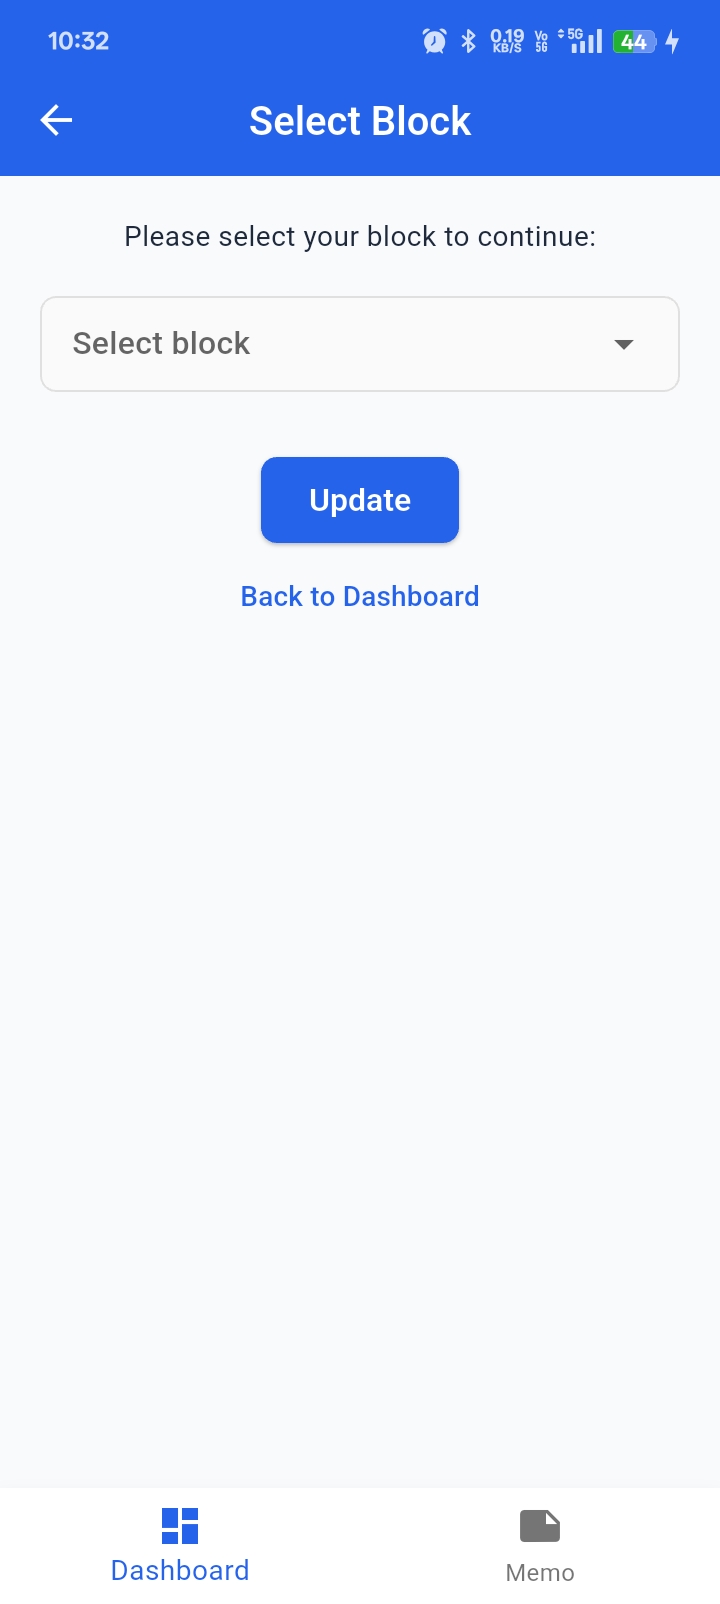 10:32
0.19 KB/S Vo 5G 5G 44
Select Block
Please select your block to continue:
Select block
Update
Back to Dashboard
Dashboard
Memo